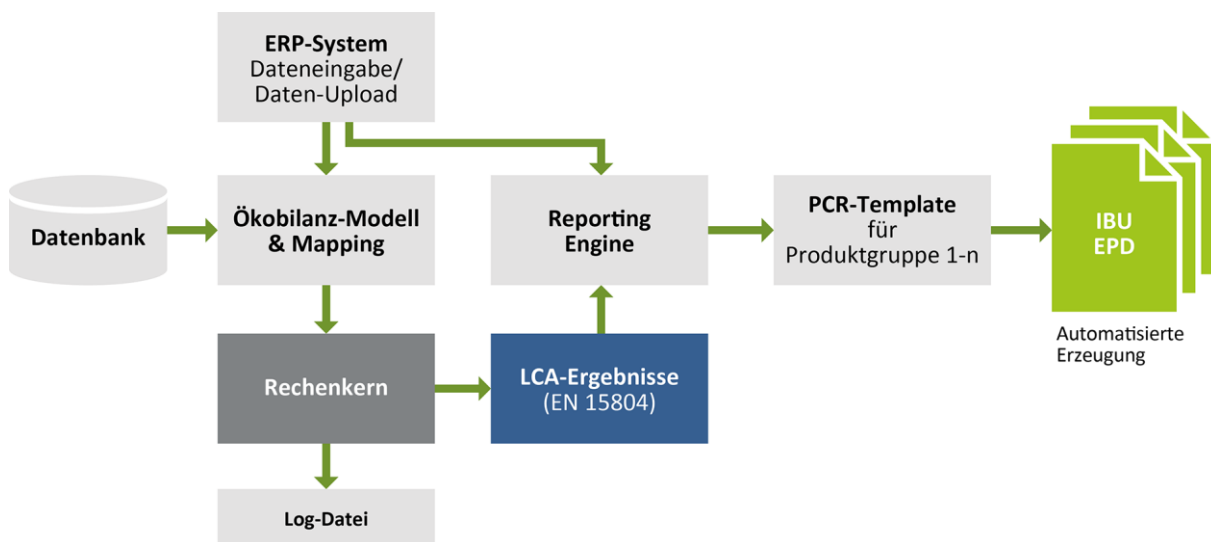 ERP-System
Dateneingabe/
Daten-Upload
Datenbank
Ökobilanz-Modell
& Mapping
Reporting
Engine
PCR-Template
für
Produktgruppe 1-n
IBU
EPD
Automatisierte
Erzeugung
Rechenkern
LCA-Ergebnisse
(EN 15804)
Log-Datei